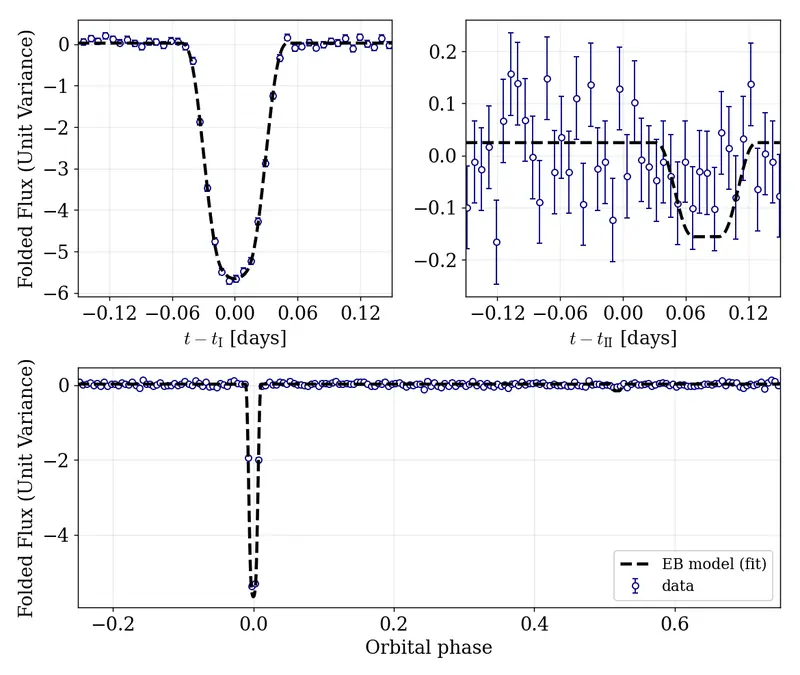 Folded Flux (Unit Variance)
0
−1
−2
−3
−4
−5
−6
−0.12 −0.06 0.00 0.06 0.12
t − tI [days]
0.2
0.1
0.0
−0.1
−0.2
−0.12 −0.06 0.00 0.06 0.12
t − tII [days]
Folded Flux (Unit Variance)
0
−2
−4
−0.2 0.0 0.2 0.4 0.6
Orbital phase
EB model (fit)
data